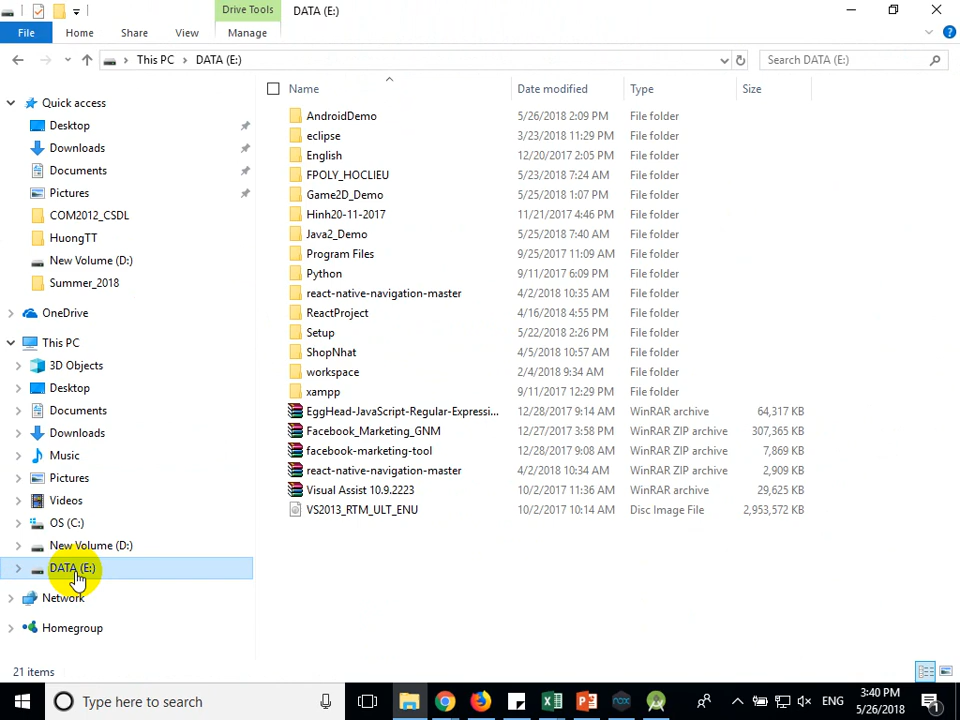 Drive Tools
DATA (E:)
File
Home
Share
View
Manage
This PC
DATA (E:)
Search DATA (E:)
Name
Date modified
Type
Size
Quick access
Desktop
Downloads
Documents
Pictures
COM2012_CSDL
HuongTT
New Volume (D:)
Summer_2018
OneDrive
This PC
3D Objects
Desktop
Documents
Downloads
Music
Pictures
Videos
OS (C:)
New Volume (D:)
DATA (E:)
Network
Homegroup
AndroidDemo 5/26/2018 2:09 PM File folder
eclipse 3/23/2018 11:29 PM File folder
English 12/20/2017 2:05 PM File folder
FPOLY_HOCLIEU 5/23/2018 7:24 AM File folder
Game2D_Demo 5/25/2018 1:07 PM File folder
Hinh20-11-2017 11/21/2017 4:46 PM File folder
Java2_Demo 5/25/2018 7:40 AM File folder
Program Files 9/25/2017 11:09 AM File folder
Python 9/11/2017 6:09 PM File folder
react-native-navigation-master 4/2/2018 10:35 AM File folder
ReactProject 4/16/2018 4:55 PM File folder
Setup 5/22/2018 2:26 PM File folder
ShopNhat 4/5/2018 10:57 AM File folder
workspace 2/4/2018 9:34 AM File folder
xampp 9/11/2017 12:29 PM File folder
EggHead-JavaScript-Regular-Expressi... 12/28/2017 9:14 AM WinRAR archive 64,317 KB
Facebook_Marketing_GNM 12/27/2017 3:58 PM WinRAR ZIP archive 307,365 KB
facebook-marketing-tool 12/28/2017 9:08 AM WinRAR ZIP archive 7,869 KB
react-native-navigation-master 4/2/2018 10:34 AM WinRAR ZIP archive 2,909 KB
Visual Assist 10.9.2223 10/2/2017 11:36 AM WinRAR archive 29,625 KB
VS2013_RTM_ULT_ENU 10/2/2017 10:14 AM Disc Image File 2,953,572 KB
21 items
Type here to search
nox
ENG
3:40 PM
5/26/2018
1